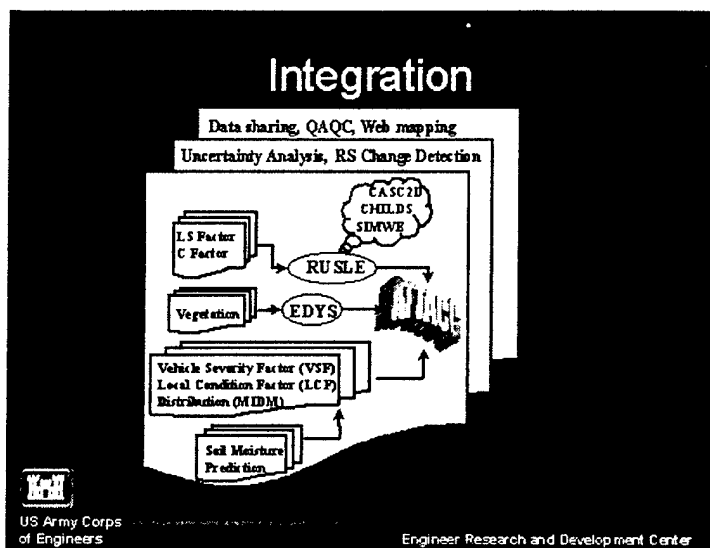 Integration
Data sharing, QAQC, Web mapping
Uncertainty Analysis, RS Change Detection
CASC2D
CHILDS
SIMWE
LS Factor
C Factor
RUSLE
Vegetation
EDYS
Vehicle Severity Factor (VSF)
Local Condition Factor (LCF)
Distribution (MIDM)
Soil Moisture
Prediction
US Army Corps
of Engineers
Engineer Research and Development Center